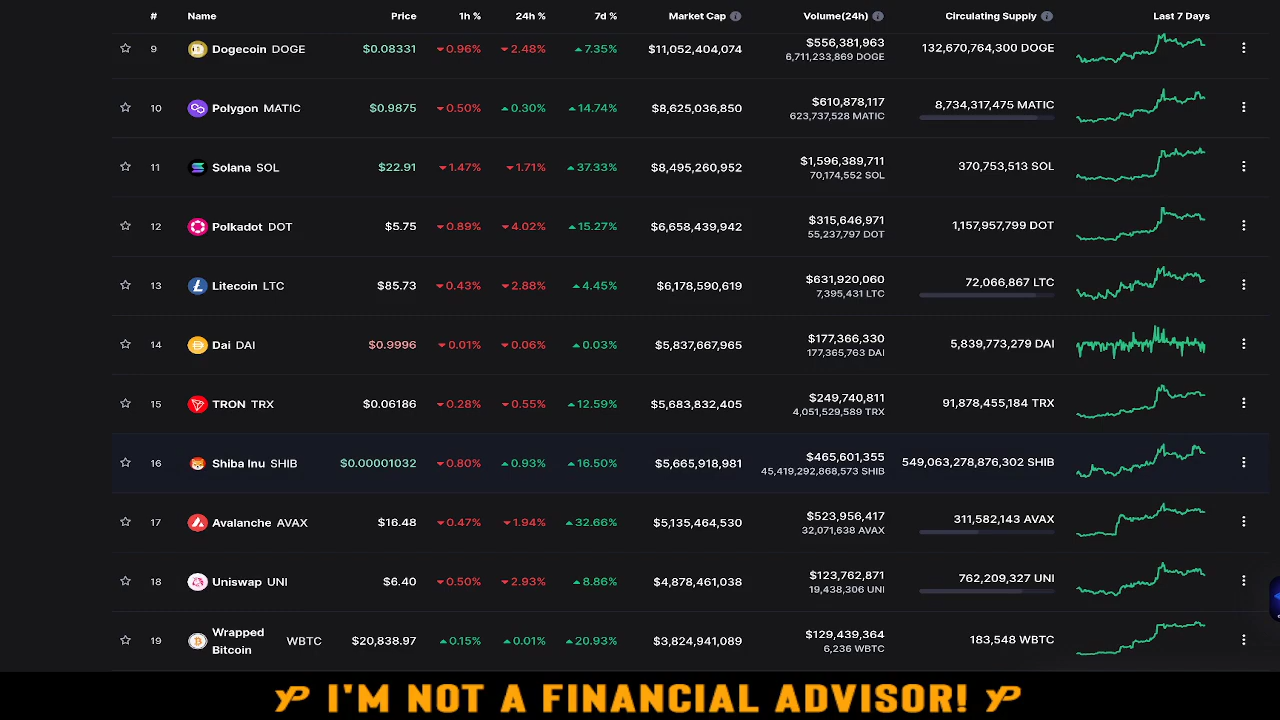 # Name Price 1h % 24h % 7d % Market Cap Volume(24h) Circulating Supply Last 7 Days
9 Dogecoin DOGE $0.08331 0.96% 2.48% 7.35% $11,052,404,074 $556,381,963 132,670,764,300 DOGE
6,711,233,869 DOGE
10 Polygon MATIC $0.9875 0.50% 0.30% 14.74% $8,625,036,850 $610,878,117 8,734,317,475 MATIC
623,737,528 MATIC
11 Solana SOL $22.91 1.47% 1.71% 37.33% $8,495,260,952 $1,596,389,711 370,753,513 SOL
70,174,552 SOL
12 Polkadot DOT $5.75 0.89% 4.02% 15.27% $6,658,439,942 $315,646,971 1,157,957,799 DOT
55,237,797 DOT
13 Litecoin LTC $85.73 0.43% 2.88% 4.45% $6,178,590,619 $631,920,060 72,066,867 LTC
7,395,431 LTC
14 Dai DAI $0.9996 0.01% 0.06% 0.03% $5,837,667,965 $177,366,330 5,839,773,279 DAI
177,365,763 DAI
15 TRON TRX $0.06186 0.28% 0.55% 12.59% $5,683,832,405 $249,740,811 91,878,455,184 TRX
4,051,529,589 TRX
16 Shiba Inu SHIB $0.00001032 0.80% 0.93% 16.50% $5,665,918,981 $465,601,355 549,063,278,876,302 SHIB
45,419,292,868,573 SHIB
17 Avalanche AVAX $16.48 0.47% 1.94% 32.66% $5,135,464,530 $523,956,417 311,582,143 AVAX
32,071,638 AVAX
18 Uniswap UNI $6.40 0.50% 2.93% 8.86% $4,878,461,038 $123,762,871 762,209,327 UNI
19,438,306 UNI
19 Wrapped Bitcoin WBTC $20,838.97 0.15% 0.01% 20.93% $3,824,941,089 $129,439,364 183,548 WBTC
6,236 WBTC
YP I'M NOT A FINANCIAL ADVISOR! YP